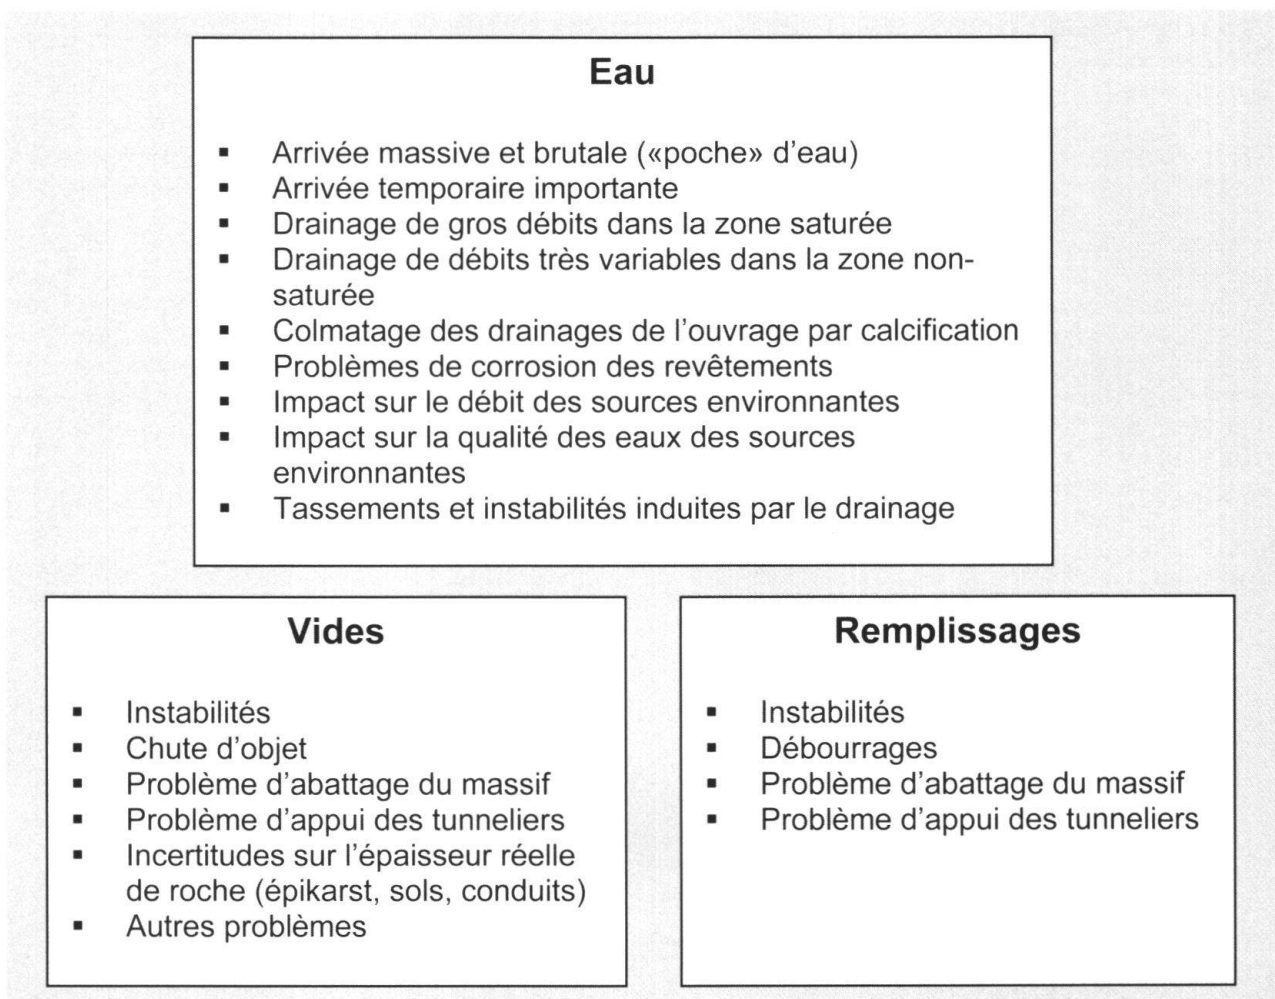 Eau
▪ Arrivée massive et brutale («poche» d'eau)
▪ Arrivée temporaire importante
▪ Drainage de gros débits dans la zone saturée
▪ Drainage de débits très variables dans la zone non-
saturée
▪ Colmatage des drainages de l'ouvrage par calcification
▪ Problèmes de corrosion des revêtements
▪ Impact sur le débit des sources environnantes
▪ Impact sur la qualité des eaux des sources
environnantes
▪ Tassements et instabilités induites par le drainage
Vides
▪ Instabilités
▪ Chute d'objet
▪ Problème d'abattage du massif
▪ Problème d'appui des tunneliers
▪ Incertitudes sur l'épaisseur réelle
de roche (épikarst, sols, conduits)
▪ Autres problèmes
Remplissages
▪ Instabilités
▪ Débourrages
▪ Problème d'abattage du massif
▪ Problème d'appui des tunneliers